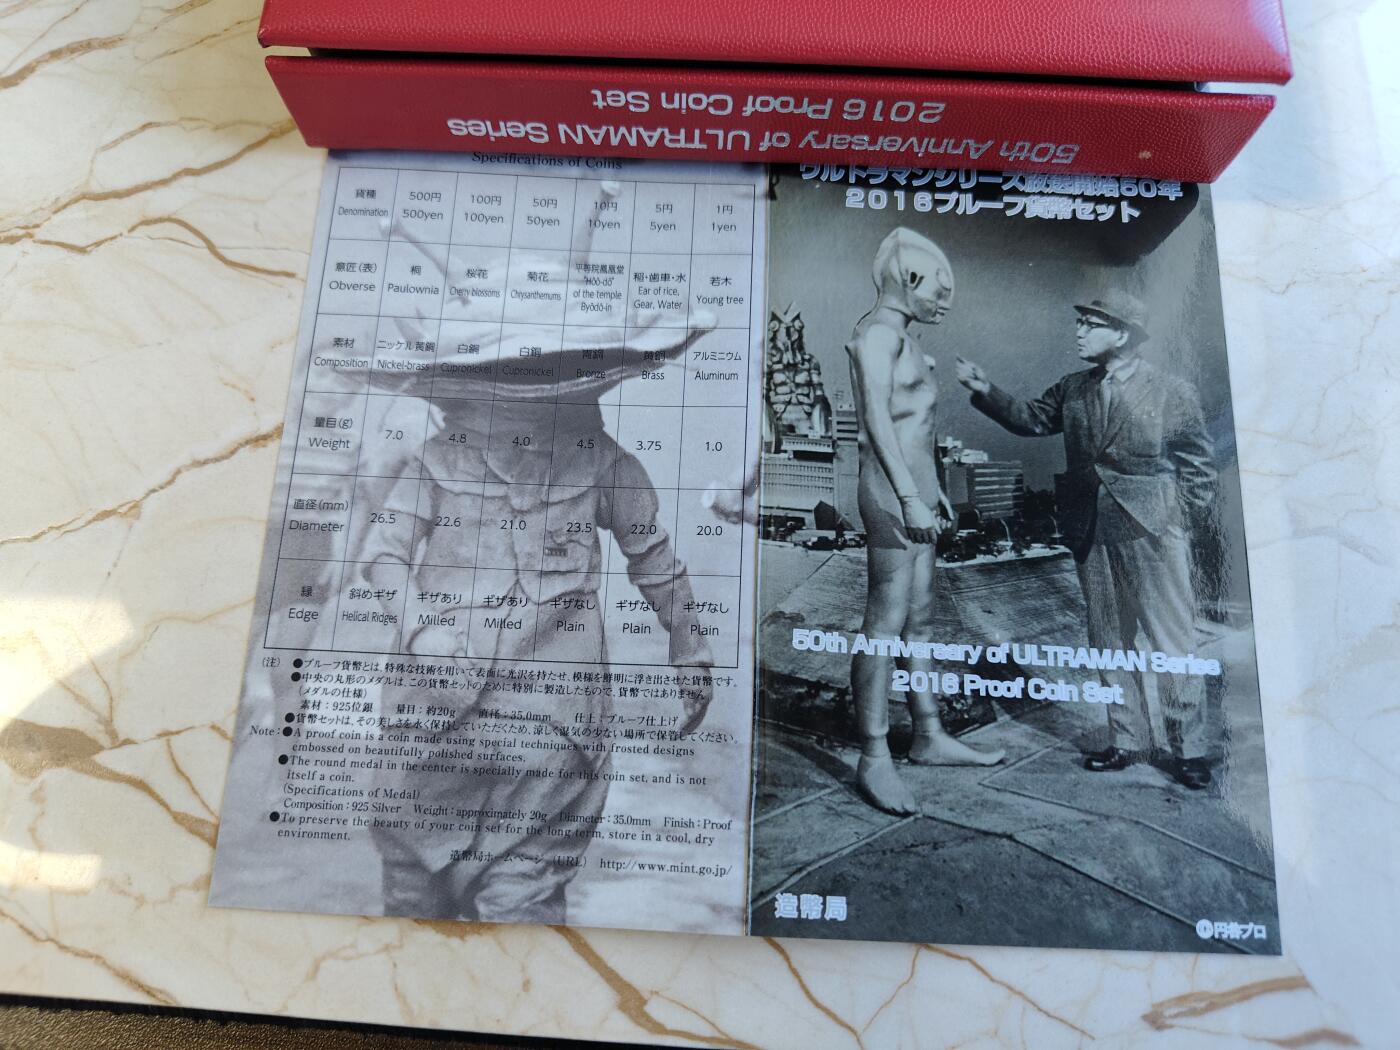 50th Anniversary of ULTRAMAN Series
2016 Proof Coin Set
Specifications of Coins
貨種 500円 100円 50円 10円 5円 1円
Denomination 500yen 100yen 50yen 10yen 5yen 1yen
意匠(表) 桐 桜花 菊花 平等院鳳凰堂 稲・歯車・水 若木
Obverse Paulownia Cherry blossoms Chrysanthemums "Hōō-dō" of the temple Byōdō-in Ear of rice, Gear, Water Young tree
素材 ニッケル黄銅 白銅 白銅 青銅 黄銅 アルミニウム
Composition Nickel-brass Cupronickel Cupronickel Bronze Brass Aluminum
量目(g)
Weight 7.0 4.8 4.0 4.5 3.75 1.0
直径(mm)
Diameter 26.5 22.6 21.0 23.5 22.0 20.0
縁 斜めギザ ギザあり ギザあり ギザなし ギザなし ギザなし
Edge Helical Ridges Milled Milled Plain Plain Plain
(注) ●プルーフ貨幣とは、特殊な技術を用いて表面に光沢を持たせ、模様を鮮明に浮き出させた貨幣です。
●中央の丸形のメダルは、この貨幣セットのために特別に製造したもので、貨幣ではありません。
(メダルの仕様)
素材:925位銀 量目:約20g 直径:35.0mm 仕上:プルーフ仕上げ
●貨幣セットは、その美しさを永く保持していただくため、涼しく湿気の少ない場所で保管してください。
Note:●A proof coin is a coin made using special techniques with frosted designs
embossed on beautifully polished surfaces.
●The round medal in the center is specially made for this coin set, and is not
itself a coin.
(Specifications of Medal)
Composition:925 Silver Weight:approximately 20g Diameter:35.0mm Finish:Proof
●To preserve the beauty of your coin set for the long term, store in a cool, dry
environment.
造幣局ホームページ (URL) http://www.mint.go.jp/
ウルトラマンシリーズ放送開始50年
2016プルーフ貨幣セット
50th Anniversary of ULTRAMAN Series
2016 Proof Coin Set
造幣局
©円谷プロ